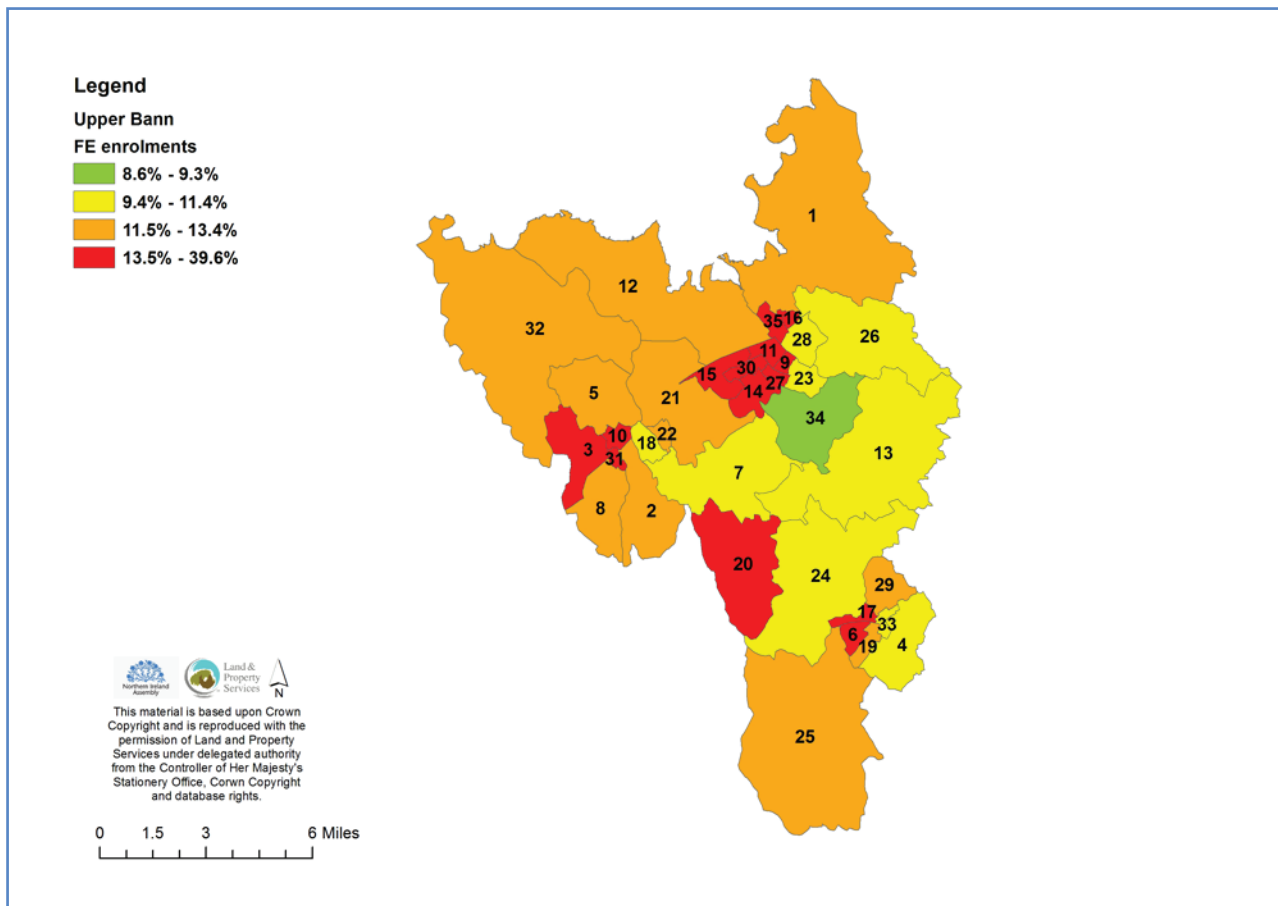 Legend
Upper Bann
FE enrolments
8.6% - 9.3%
9.4% - 11.4%
11.5% - 13.4%
13.5% - 39.6%
1
12
32
35
16
28
26
11
9
30
15
27
23
14
5
21
34
10
22
18
3
31
13
7
8
2
20
24
29
17
33
6
19
4
25
Northern Ireland
Assembly
Land &
Property
Services
N
This material is based upon Crown
Copyright and is reproduced with the
permission of Land and Property
Services under delegated authority
from the Controller of Her Majesty's
Stationery Office, Corwn Copyright
and database rights.
0 1.5 3 6 Miles